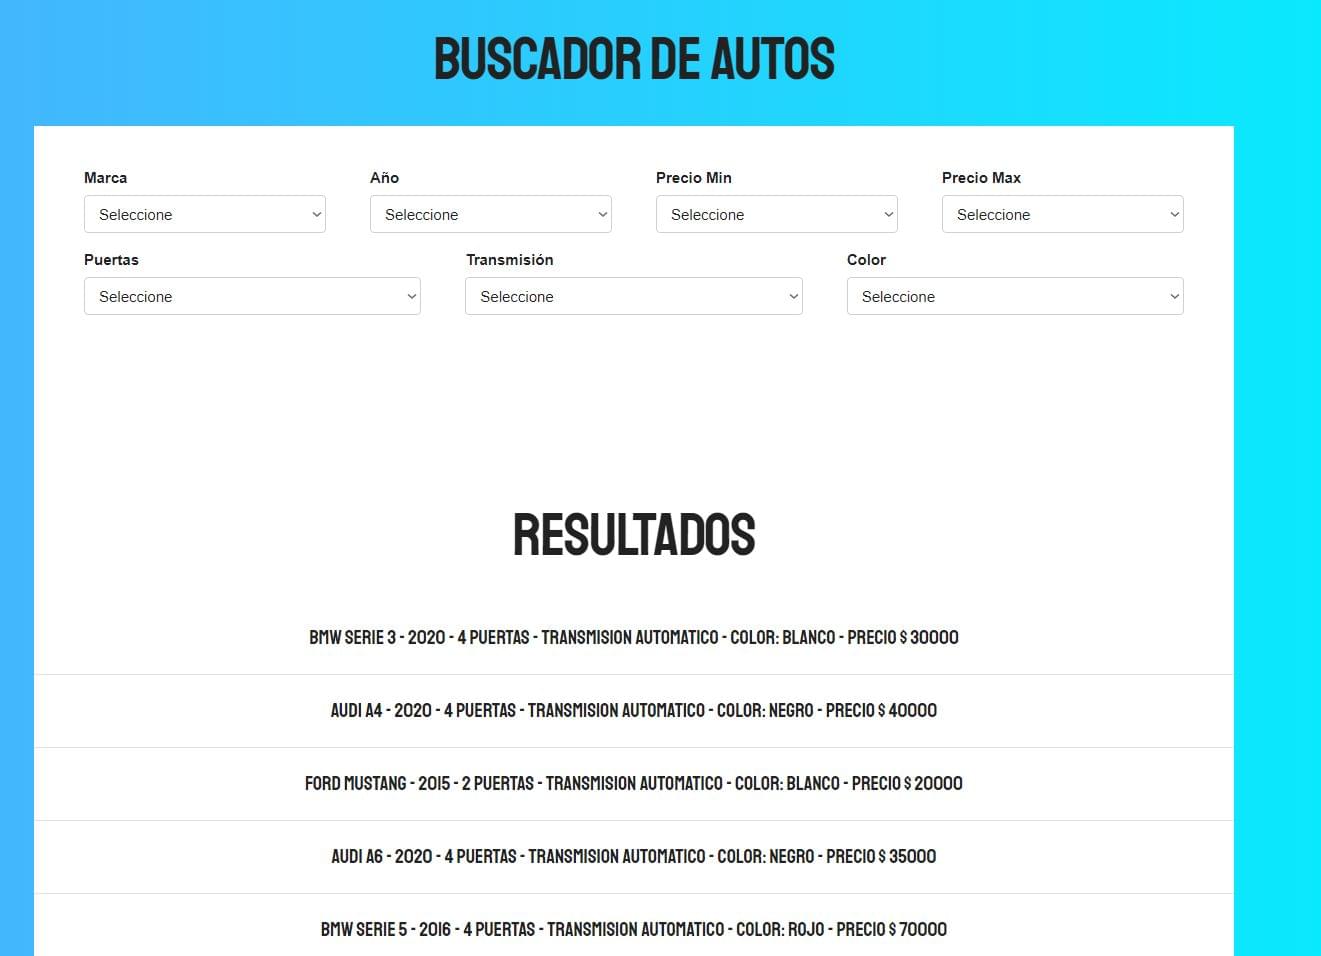 BUSCADOR DE AUTOS
Marca Año Precio Min Precio Max
Seleccione Seleccione Seleccione Seleccione
Puertas Transmisión Color
Seleccione Seleccione Seleccione
RESULTADOS
BMW SERIE 3 - 2020 - 4 PUERTAS - TRANSMISION AUTOMATICO - COLOR: BLANCO - PRECIO $ 30000
AUDI A4 - 2020 - 4 PUERTAS - TRANSMISION AUTOMATICO - COLOR: NEGRO - PRECIO $ 40000
FORD MUSTANG - 2015 - 2 PUERTAS - TRANSMISION AUTOMATICO - COLOR: BLANCO - PRECIO $ 20000
AUDI A6 - 2020 - 4 PUERTAS - TRANSMISION AUTOMATICO - COLOR: NEGRO - PRECIO $ 35000
BMW SERIE 5 - 2016 - 4 PUERTAS - TRANSMISION AUTOMATICO - COLOR: ROJO - PRECIO $ 70000